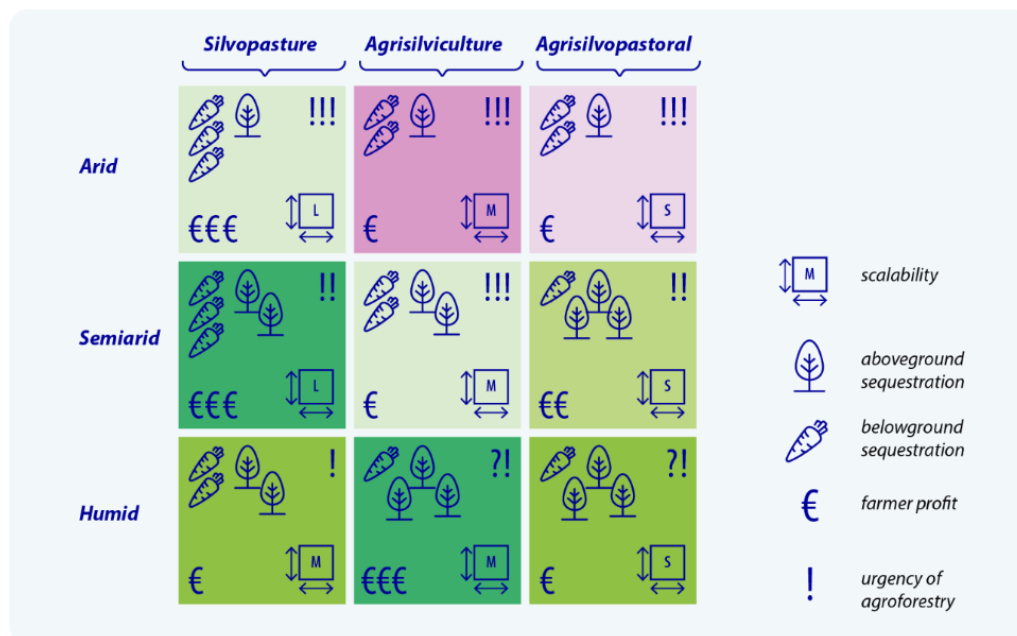 Silvopasture Agrisilviculture Agrisilvopastoral
Arid
!!! !!! !!!
L M S
€€€ € €
Semiarid
!! !!! !!
L M S
€€€ € €€
Humid
! ?! ?!
M M S
€ €€€ €
M scalability
aboveground
sequestration
belowground
sequestration
€ farmer profit
! urgency of
agroforestry